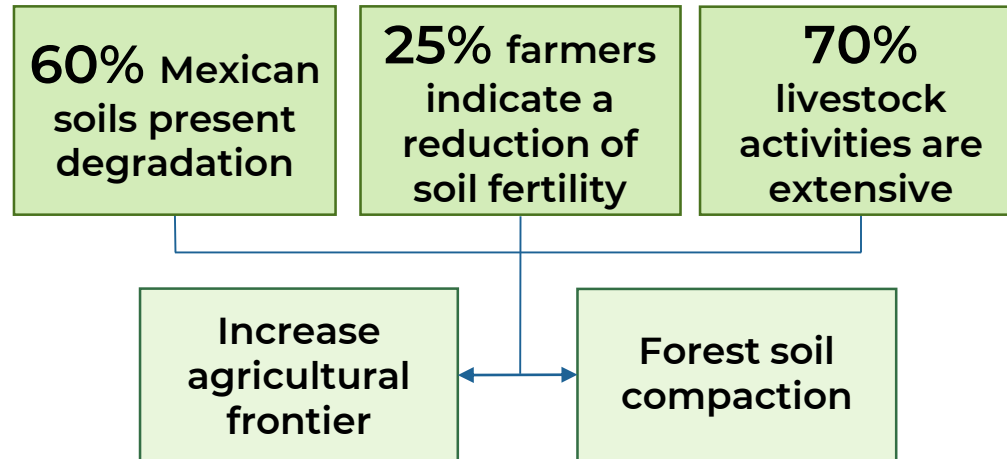 60% Mexican
soils present
degradation
25% farmers
indicate a
reduction of
soil fertility
70%
livestock
activities are
extensive
Increase
agricultural
frontier
Forest soil
compaction